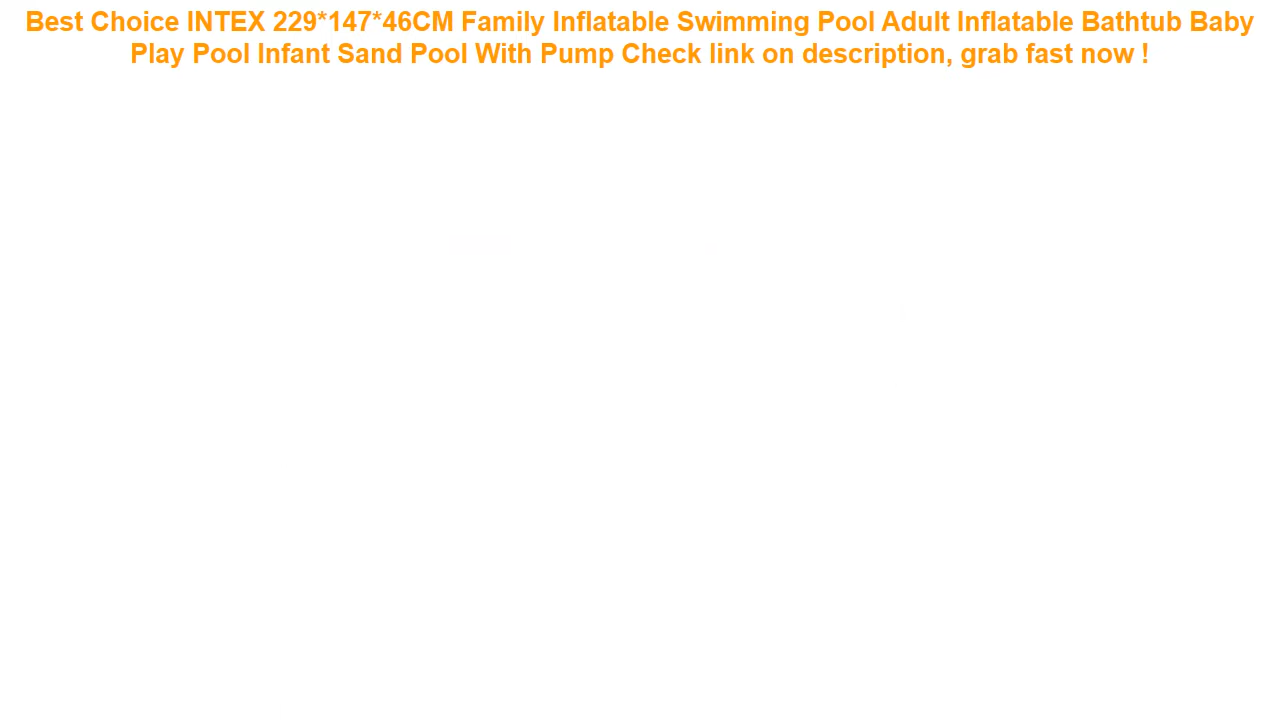 Best Choice INTEX 229*147*46CM Family Inflatable Swimming Pool Adult Inflatable Bathtub Baby
Play Pool Infant Sand Pool With Pump Check link on description, grab fast now !